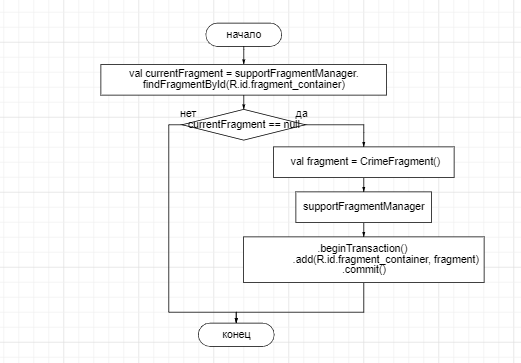 начало
val currentFragment = supportFragmentManager.
findFragmentById(R.id.fragment_container)
нет
да
currentFragment == null
val fragment = CrimeFragment()
supportFragmentManager
.beginTransaction()
.add(R.id.fragment_container, fragment)
.commit()
конец